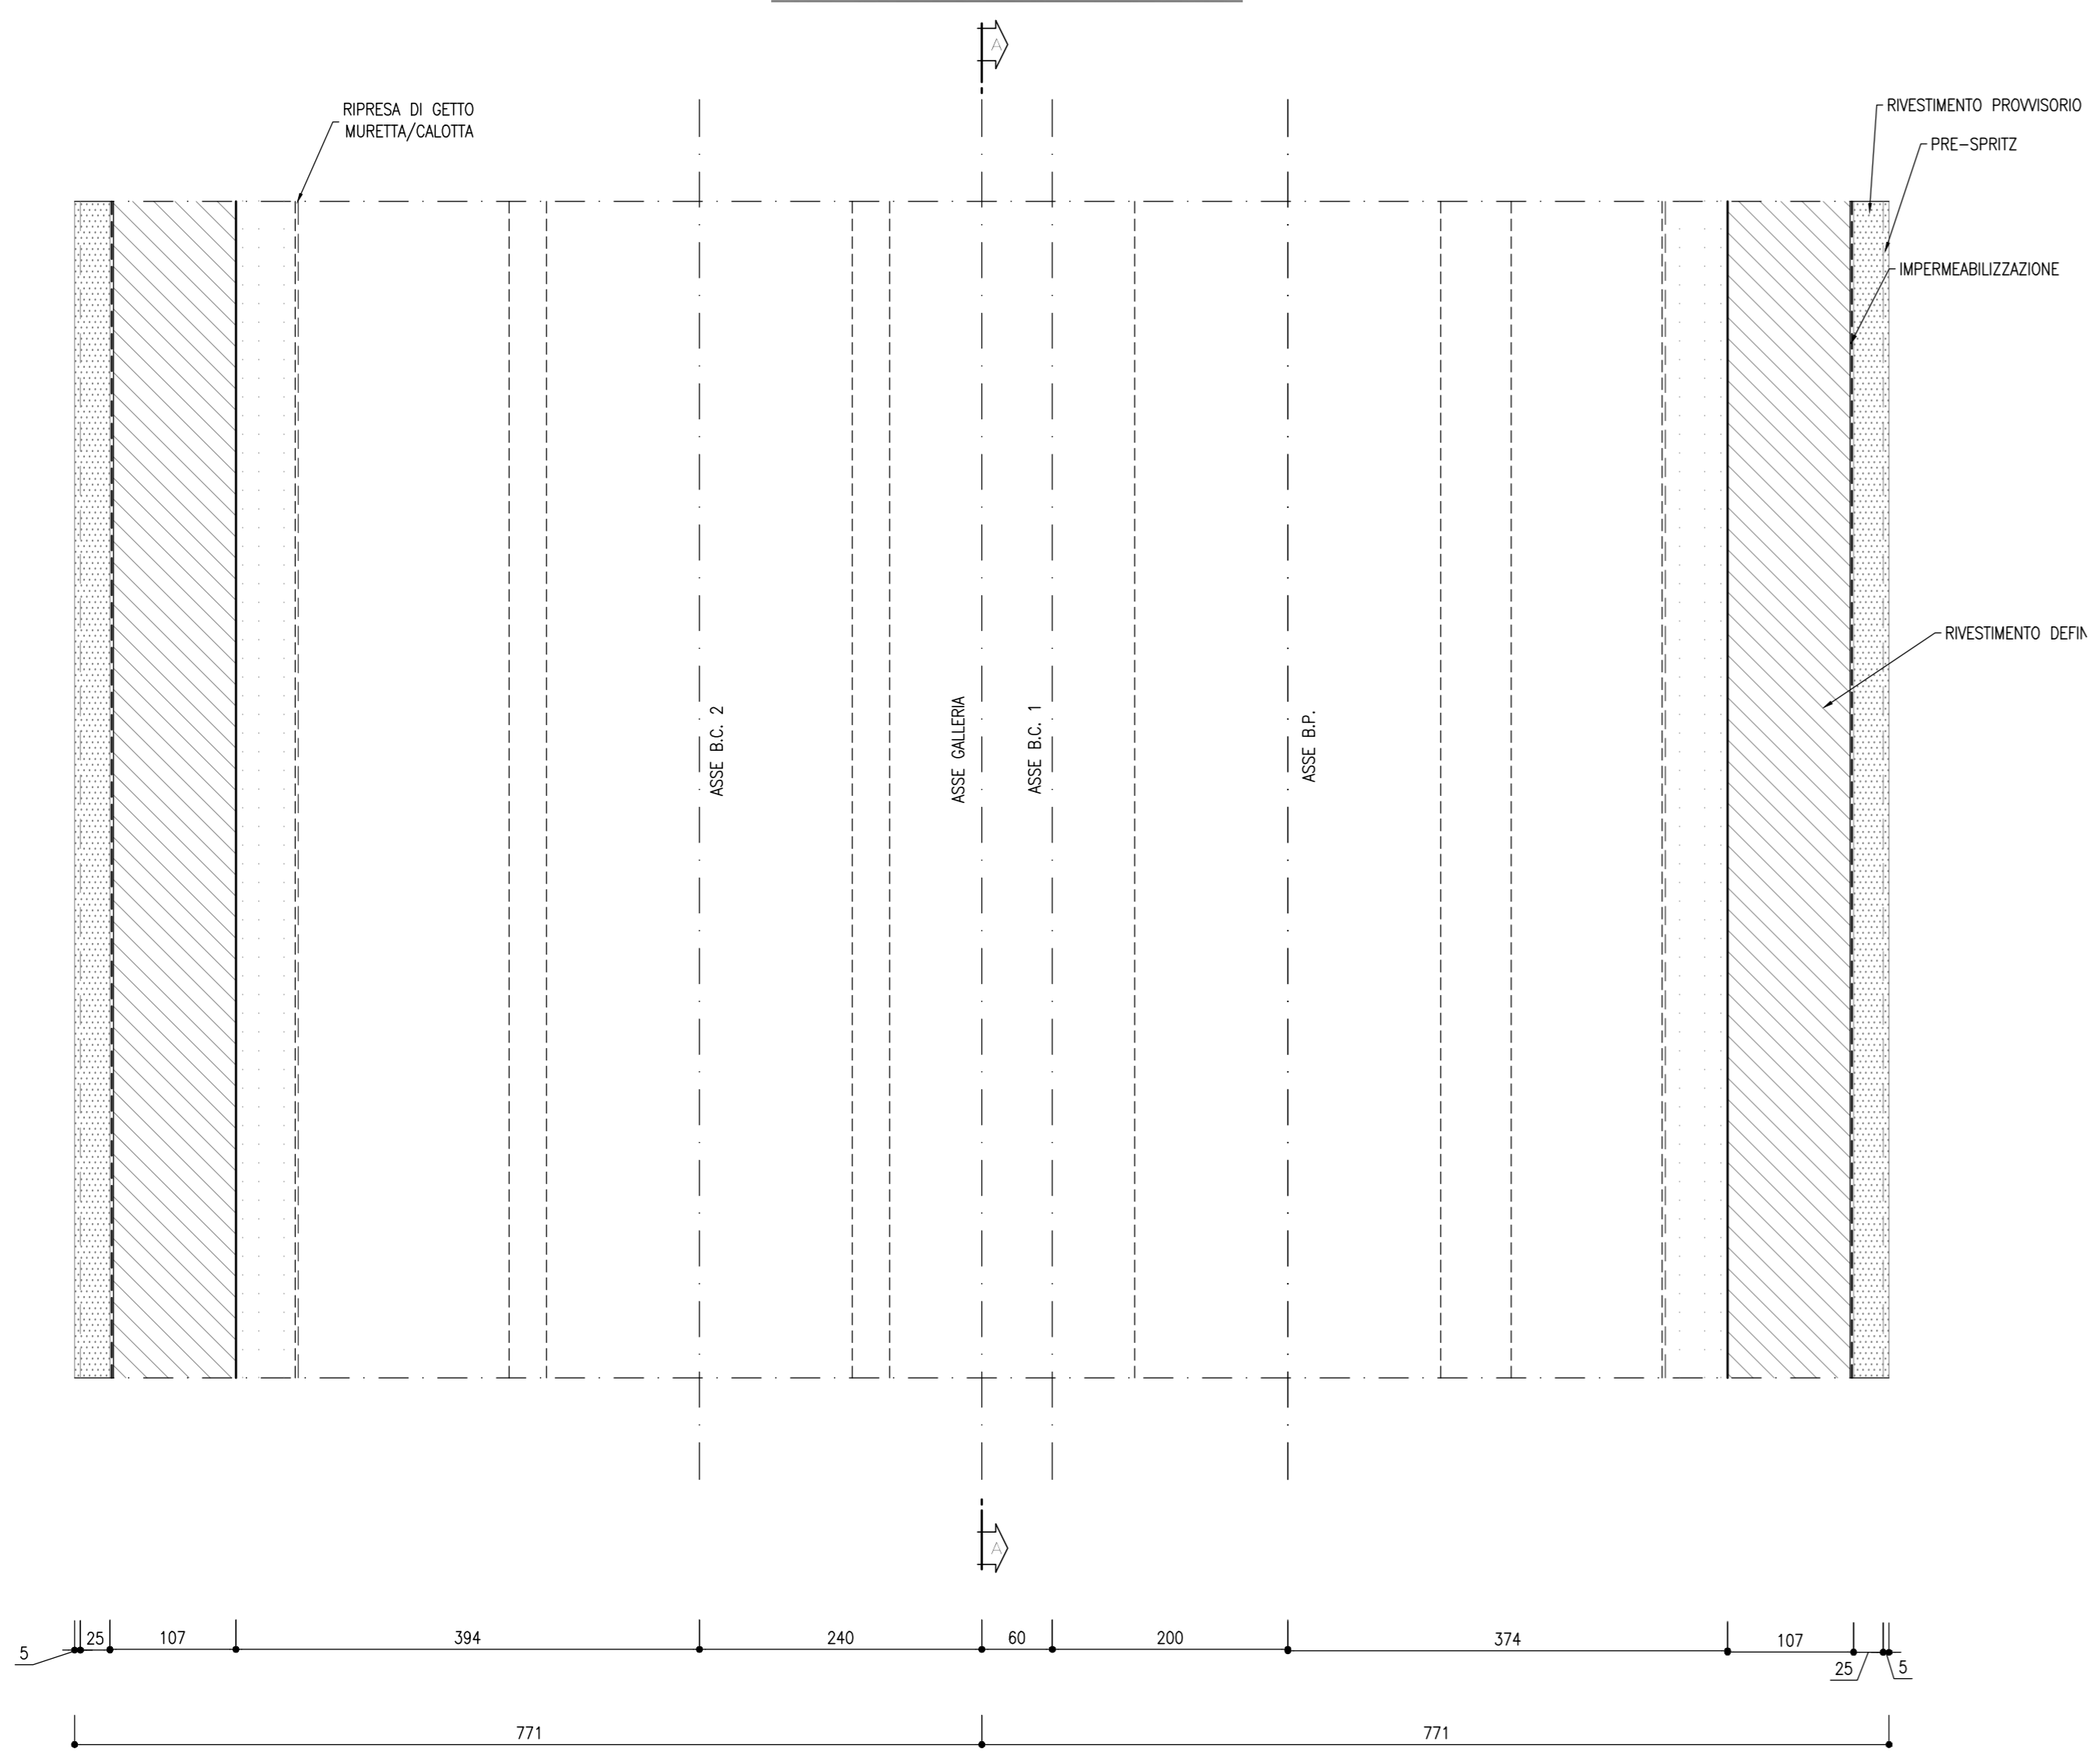 A
RIPRESA DI GETTO
MURETTA/CALOTTA
RIVESTIMENTO PROVVISORIO
PRE-SPRITZ
IMPERMEABILIZZAZIONE
RIVESTIMENTO DEFIN
ASSE B.C. 2
ASSE GALLERIA
ASSE B.C. 1
ASSE B.P.
A
5 25 107 394 240 60 200 374 107 25 5
771 771